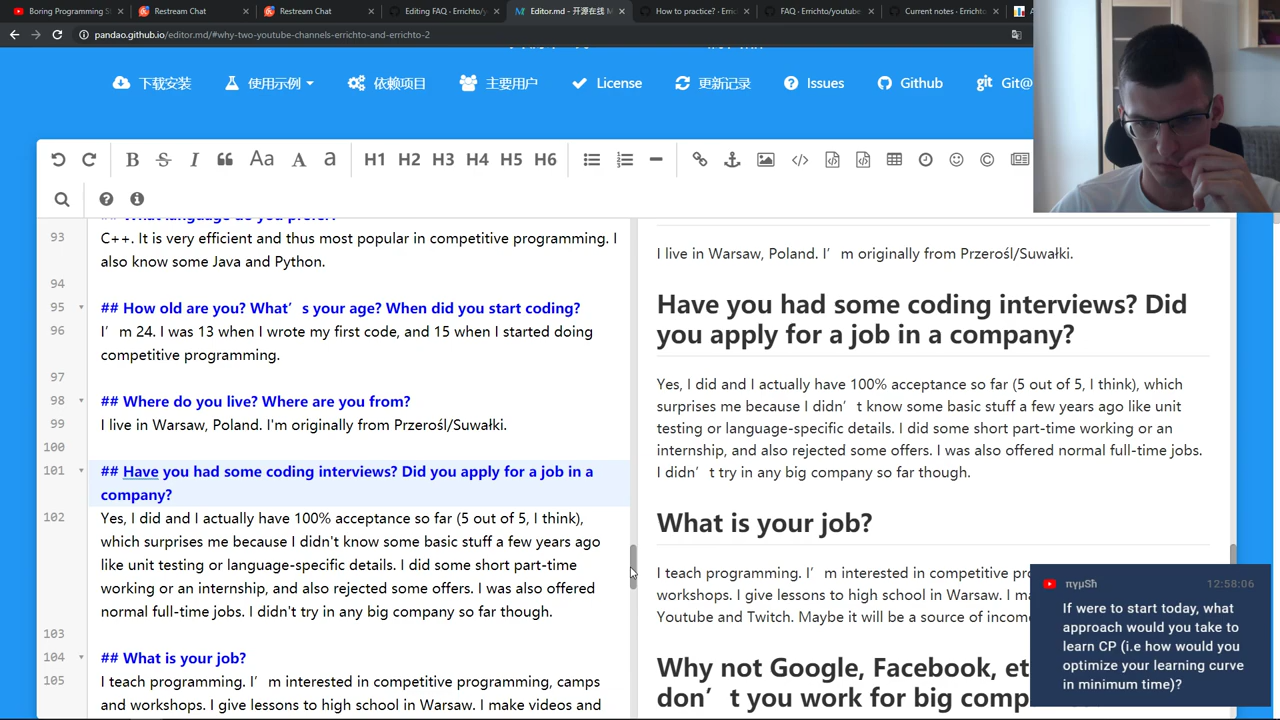 Boring Programming S
Restream Chat
Restream Chat
Editing FAQ · Errichto/y
Editor.md - 开源在线 M
How to practice? · Erric
FAQ · Errichto/youtube
Current notes · Errichto
pandao.github.io/editor.md/#why-two-youtube-channels-errichto-and-errichto-2
下载安装
使用示例
依赖项目
主要用户
License
更新记录
Issues
Github
Git@
B S I Aa A a H1 H2 H3 H4 H5 H6
## What language do you prefer?
93 C++. It is very efficient and thus most popular in competitive programming. I
also know some Java and Python.
94
95 ## How old are you? What’s your age? When did you start coding?
96 I’m 24. I was 13 when I wrote my first code, and 15 when I started doing
competitive programming.
97
98 ## Where do you live? Where are you from?
99 I live in Warsaw, Poland. I'm originally from Przerośl/Suwałki.
100
101 ## Have you had some coding interviews? Did you apply for a job in a
company?
102 Yes, I did and I actually have 100% acceptance so far (5 out of 5, I think),
which surprises me because I didn't know some basic stuff a few years ago
like unit testing or language-specific details. I did some short part-time
working or an internship, and also rejected some offers. I was also offered
normal full-time jobs. I didn't try in any big company so far though.
103
104 ## What is your job?
105 I teach programming. I’m interested in competitive programming, camps
and workshops. I give lessons to high school in Warsaw. I make videos and
I live in Warsaw, Poland. I’m originally from Przerośl/Suwałki.
Have you had some coding interviews? Did
you apply for a job in a company?
Yes, I did and I actually have 100% acceptance so far (5 out of 5, I think), which
surprises me because I didn’t know some basic stuff a few years ago like unit
testing or language-specific details. I did some short part-time working or an
internship, and also rejected some offers. I was also offered normal full-time jobs.
I didn’t try in any big company so far though.
What is your job?
I teach programming. I’m interested in competitive pro
workshops. I give lessons to high school in Warsaw. I ma
Youtube and Twitch. Maybe it will be a source of income
Why not Google, Facebook, et
don’t you work for big comp
πγμSh 12:58:06
If were to start today, what
approach would you take to
learn CP (i.e how would you
optimize your learning curve
in minimum time)?